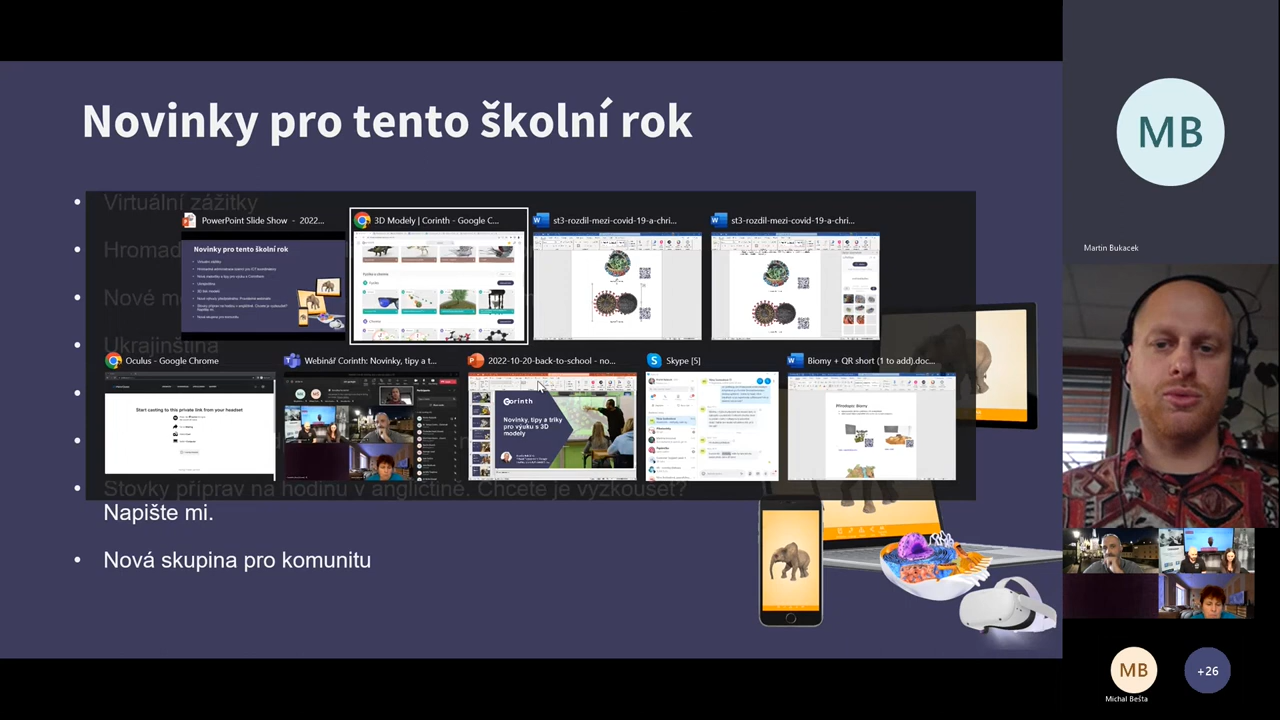 Novinky pro tento školní rok
• Virtuální zážitky
PowerPoint Slide Show - 2022...
3D Modely | Corinth - Google C...
st3-rozdil-mezi-covid-19-a-chri...
st3-rozdil-mezi-covid-19-a-chri...
Novinky pro tento školní rok
• Hromad
• Nové m
• Ukrajinština
Oculus - Google Chrome
Webinář Corinth: Novinky, tipy a t...
2022-10-20-back-to-school - no...
Skype [5]
Biomy + QR short (1 to add).doc...
Start casting to this private link from your headset
Corinth
Novinky, tipy a triky
pro výuku s 3D
modely
• Stovky příprav na hodinu v angličtině. Chcete je vyzkoušet?
Napište mi.
• Nová skupina pro komunitu
MB
Martin Bukacek
MB
Michal Bešta
+26